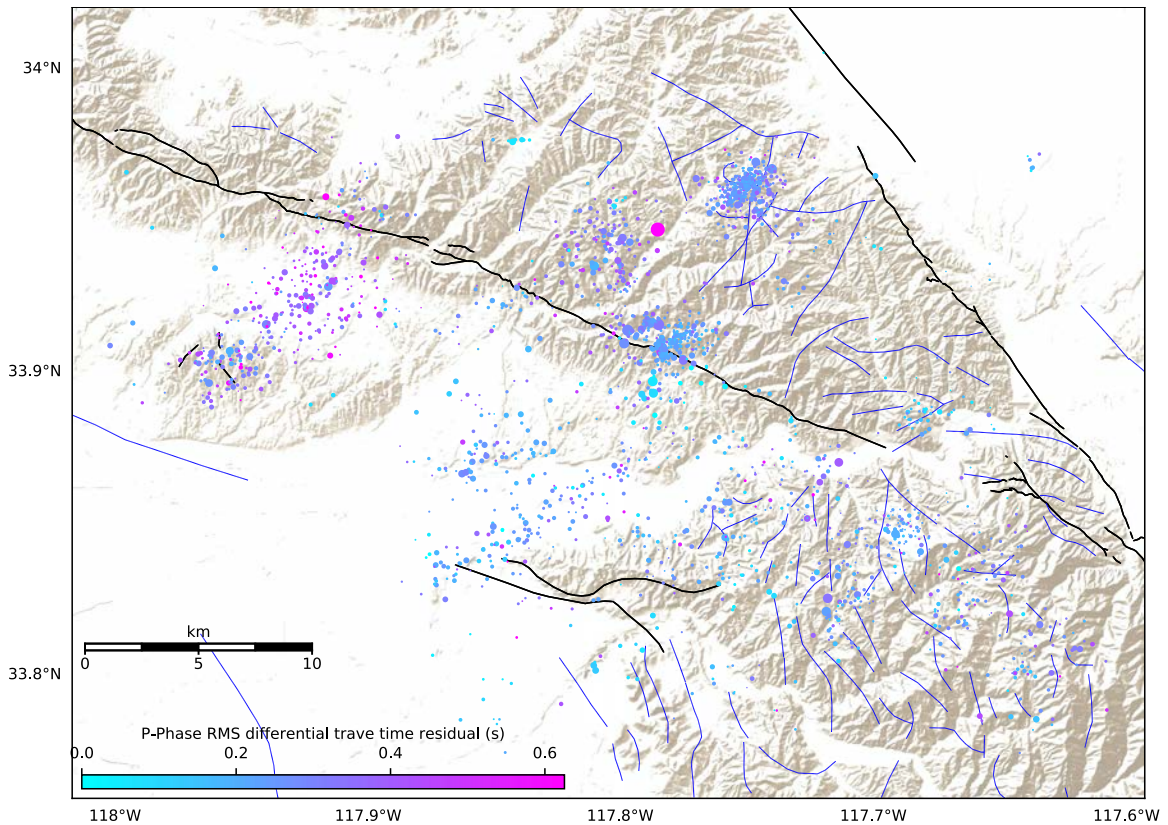 34°N
33.9°N
33.8°N
km
0 5 10
P-Phase RMS differential trave time residual (s)
0.0 0.2 0.4 0.6
118°W 117.9°W 117.8°W 117.7°W 117.6°W